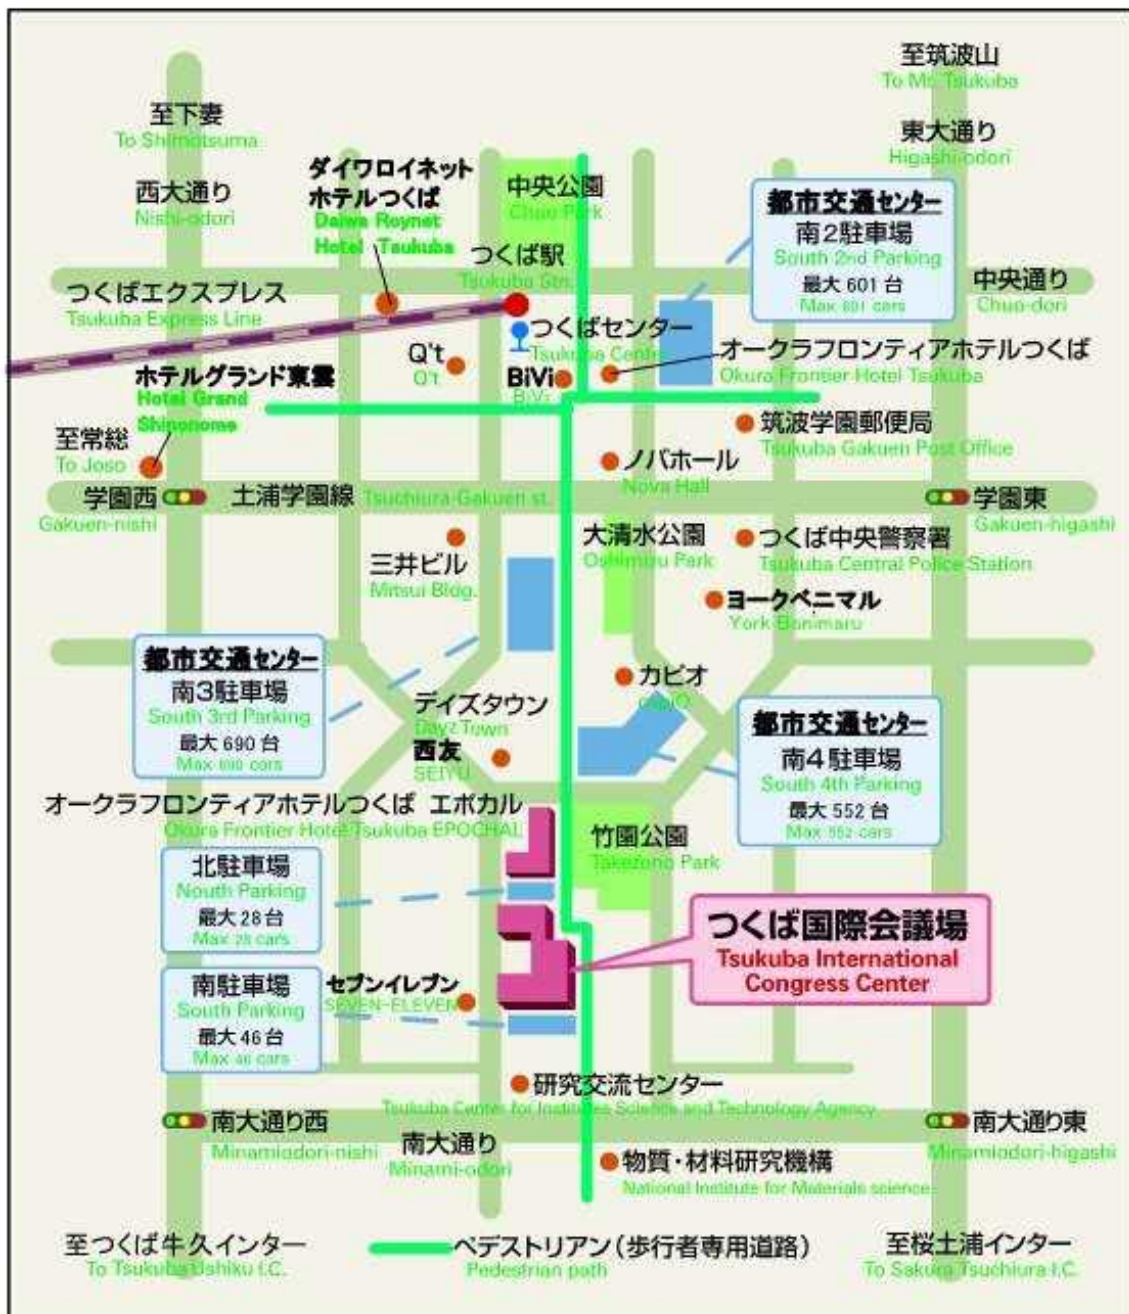 至筑波山
To Mt. Tsukuba
至下妻
To Shimotsuma
東大通り
Higashi-odori
ダイワロイネット
ホテルつくば
Daiwa Roynet
Hotel Tsukuba
中央公園
Chuo Park
西大通り
Nishi-odori
都市交通センター
南2駐車場
South 2nd Parking
最大 601 台
Max 601 cars
つくば駅
Tsukuba Stn.
中央通り
Chuo-dori
つくばエクスプレス
Tsukuba Express Line
つくばセンター
Tsukuba Cente
オークラフロンティアホテルつくば
Okura Frontier Hotel Tsukuba
Q't
Q't
BiVi
BiVi
ホテルグランド東雲
Hotel Grand
Shinonome
筑波学園郵便局
Tsukuba Gakuen Post Office
至常総
To Joso
ノバホール
Nova Hall
学園西
Gakuen-nishi
土浦学園線
Tsuchiura-Gakuen st.
学園東
Gakuen-higashi
三井ビル
Mitsui Bldg.
大清水公園
Oshimizu Park
つくば中央警察署
Tsukuba Central Police Station
ヨークベニマル
York Benimaru
都市交通センター
南3駐車場
South 3rd Parking
最大 690 台
Max 690 cars
カピオ
デイズタウン
Dayz Town
西友
SEIYU
都市交通センター
南4駐車場
South 4th Parking
最大 552 台
Max 552 cars
オークラフロンティアホテルつくば エポカル
Okura Frontier Hotel Tsukuba EPOCHAL
竹園公園
Takezono Park
北駐車場
Nouth Parking
最大 28 台
Max 28 cars
つくば国際会議場
Tsukuba International
Congress Center
南駐車場
South Parking
最大 46 台
Max 46 cars
セブンイレブン
SEVEN-ELEVEN
研究交流センター
Tsukuba Center for Institutes Science and Technology Agency
南大通り西
Minamiodori-nishi
南大通り
Minami-odori
南大通り東
Minamiodori-higashi
物質・材料研究機構
National Institute for Materials science
至つくば牛久インター
To Tsukuba Ushiku I.C.
ペデストリアン(歩行者専用道路)
Pedestrian path
至桜土浦インター
To Sakura Tsuchiura I.C.